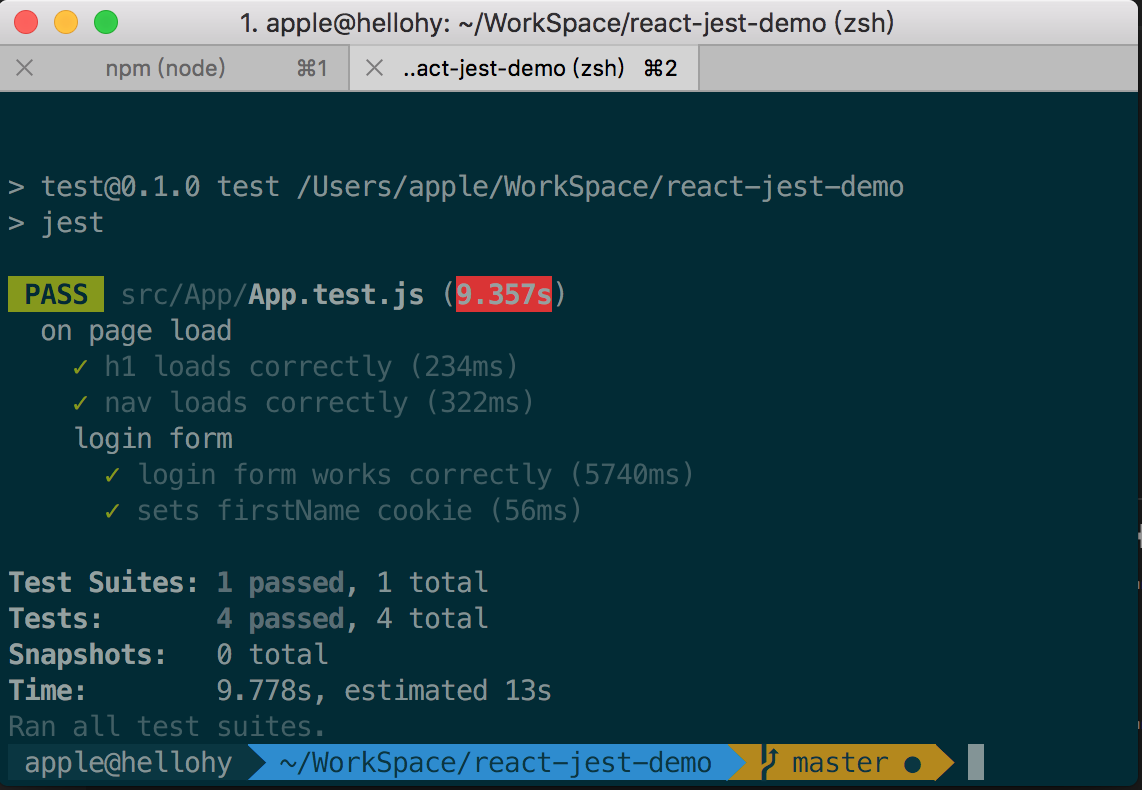 1. apple@hellohy: ~/WorkSpace/react-jest-demo (zsh)
npm (node) ⌘1 ..act-jest-demo (zsh) ⌘2
> test@0.1.0 test /Users/apple/WorkSpace/react-jest-demo
> jest
PASS src/App/App.test.js (9.357s)
on page load
✓ h1 loads correctly (234ms)
✓ nav loads correctly (322ms)
login form
✓ login form works correctly (5740ms)
✓ sets firstName cookie (56ms)
Test Suites: 1 passed, 1 total
Tests: 4 passed, 4 total
Snapshots: 0 total
Time: 9.778s, estimated 13s
Ran all test suites.
apple@hellohy ~/WorkSpace/react-jest-demo master ●